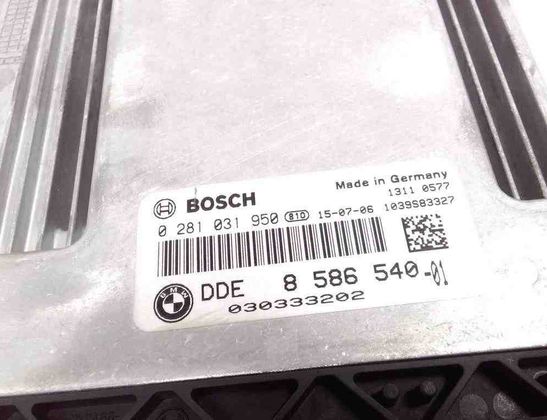 BOSCH Made in Germany
1311 0577
0 281 031 950 810 15-07-06 1039S83327
BMW DDE 8 586 540-01
030333202